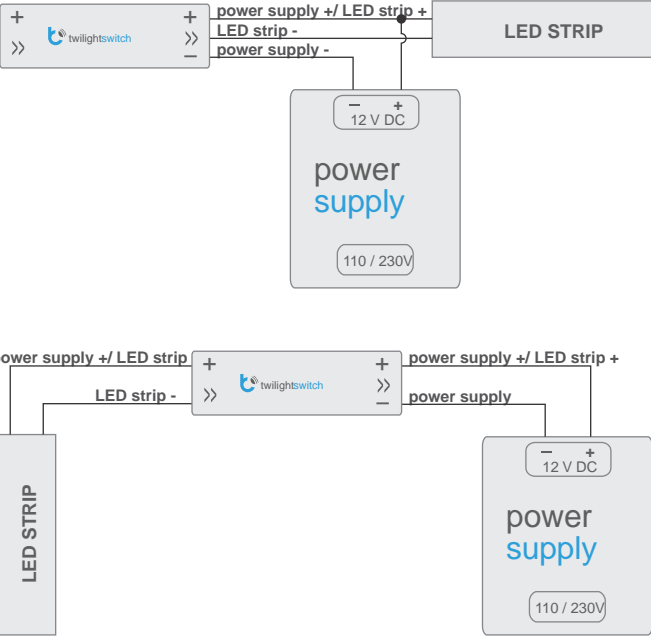 power supply +/ LED strip +
LED strip -
power supply -
+
+
−
twilightswitch
LED STRIP
− +
12 V DC
power
supply
110 / 230V
ower supply +/ LED strip
LED strip -
+
+
−
twilightswitch
power supply +/ LED strip +
power supply
LED STRIP
− +
12 V DC
power
supply
110 / 230V